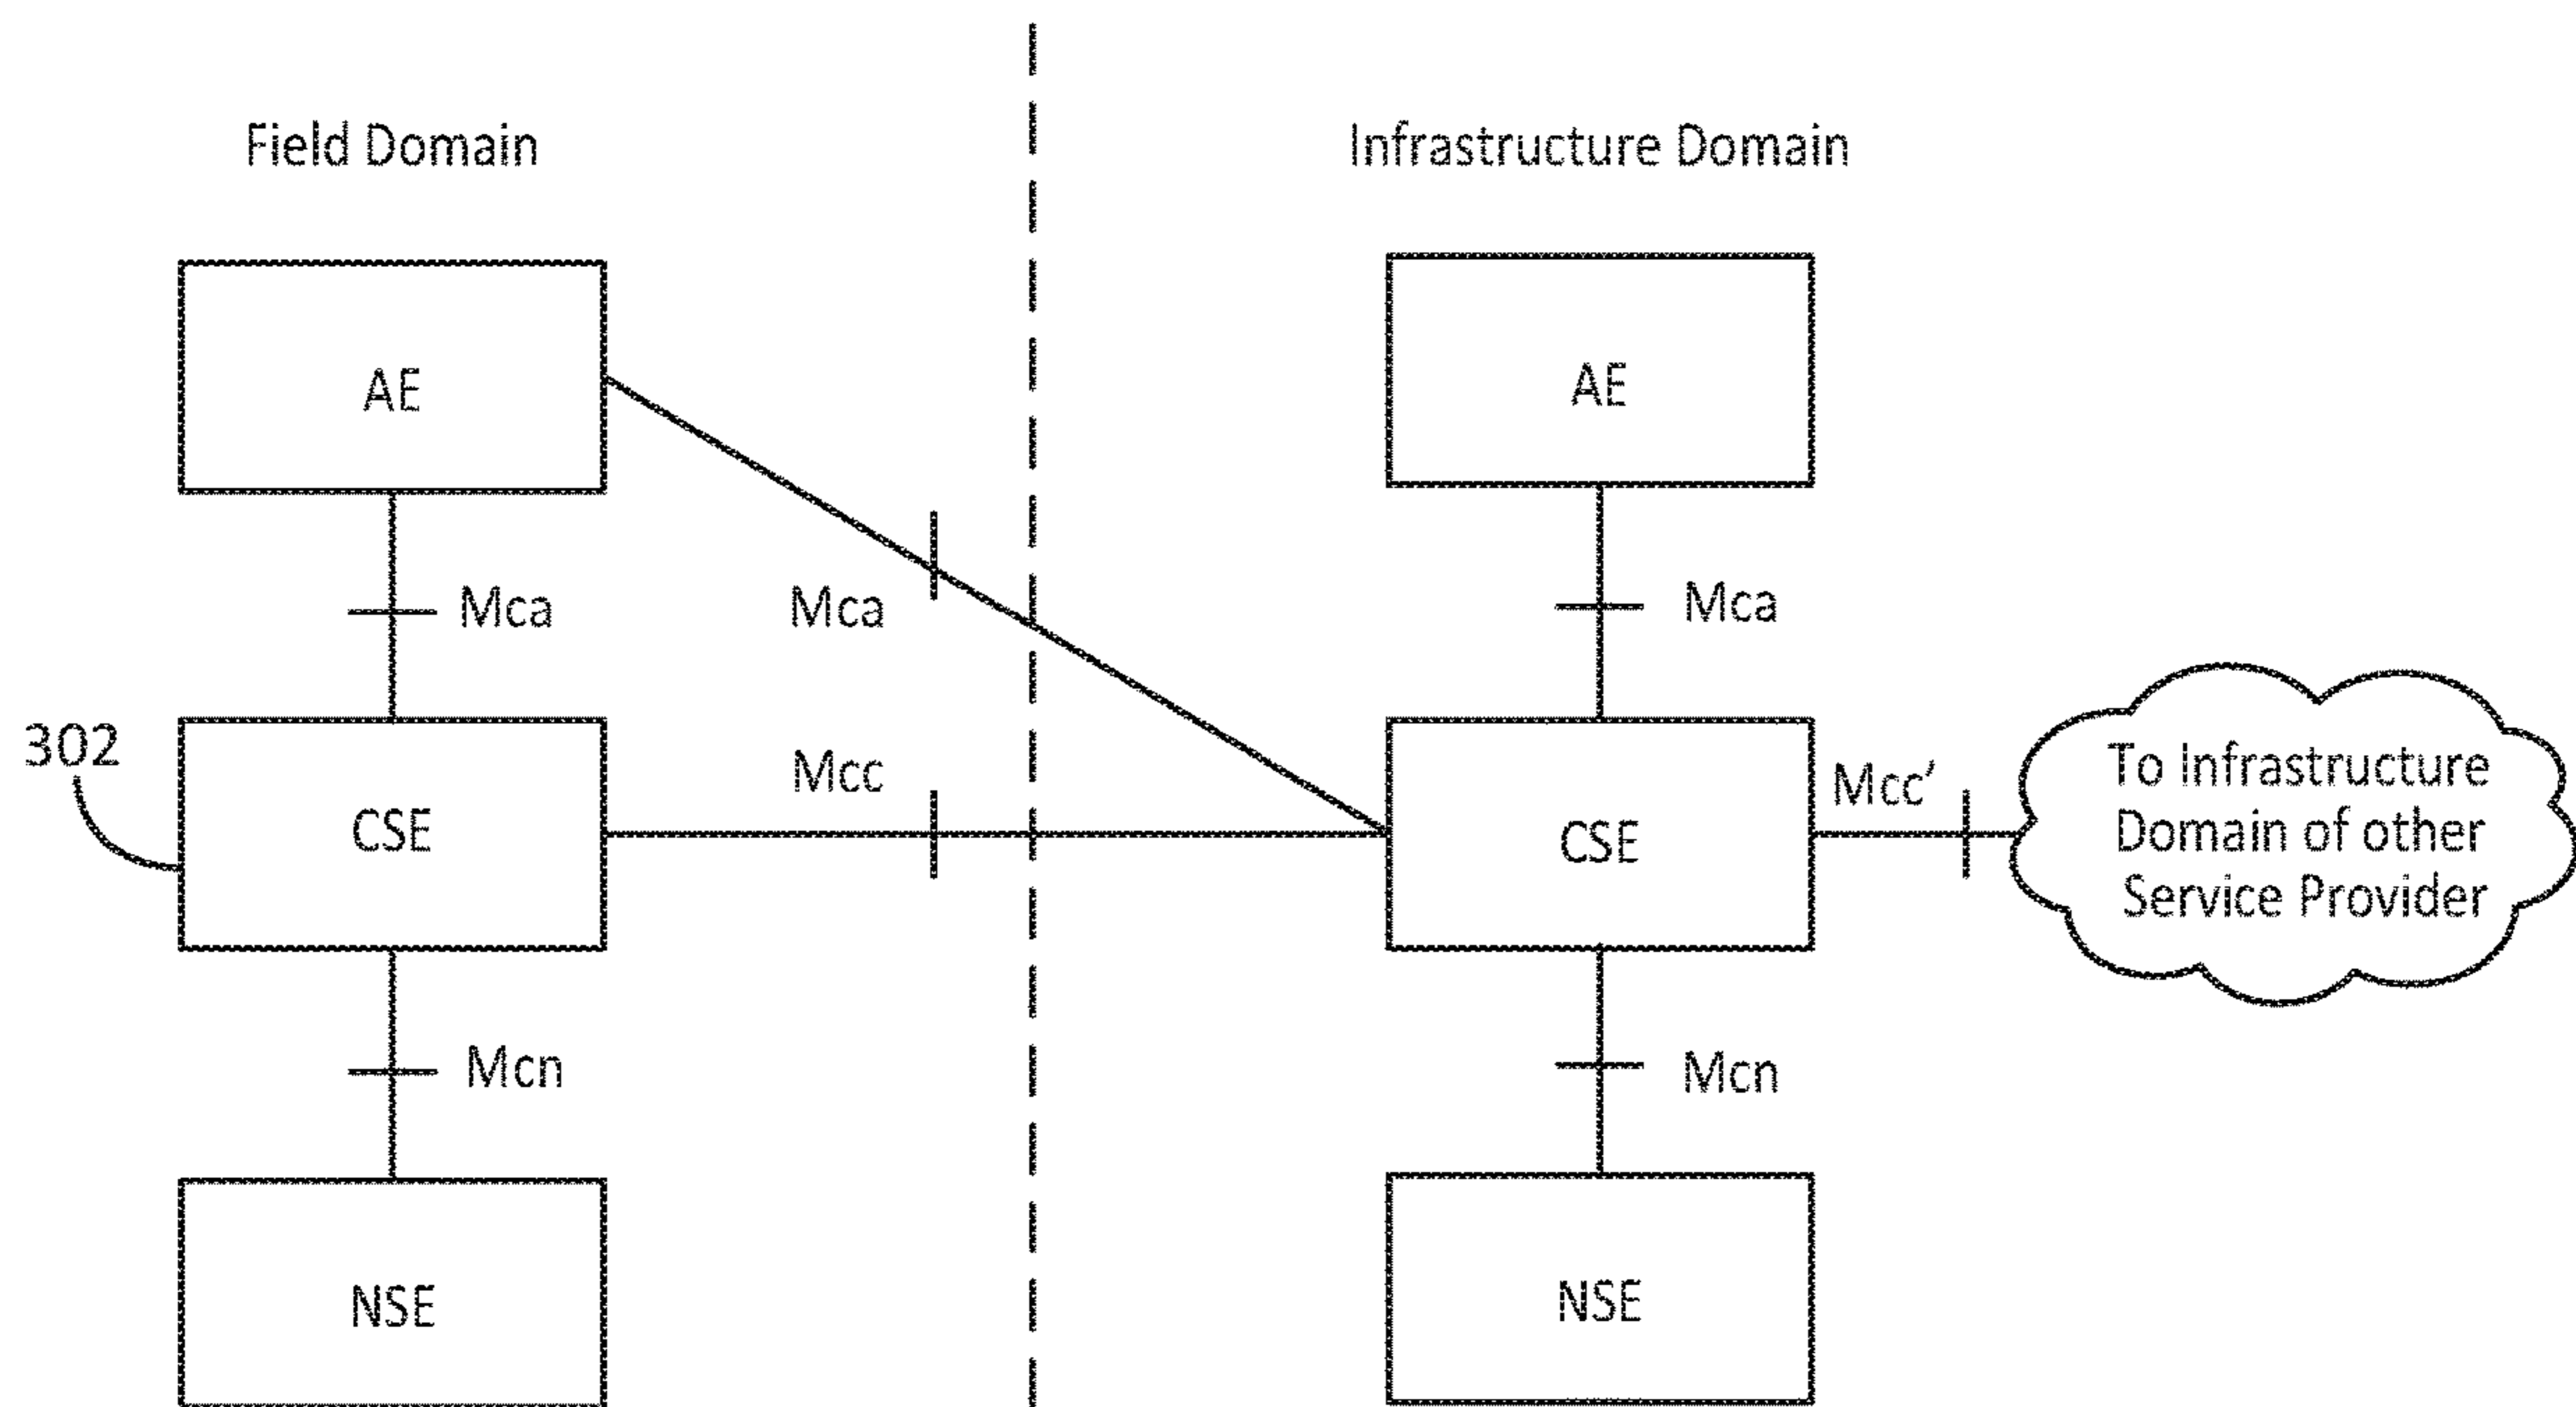 Field Domain
Infrastructure Domain
AE
AE
Mca
Mca
Mca
302
CSE
Mcc
CSE
Mcc'
To Infrastructure
Domain of other
Service Provider
Mcn
Mcn
NSE
NSE